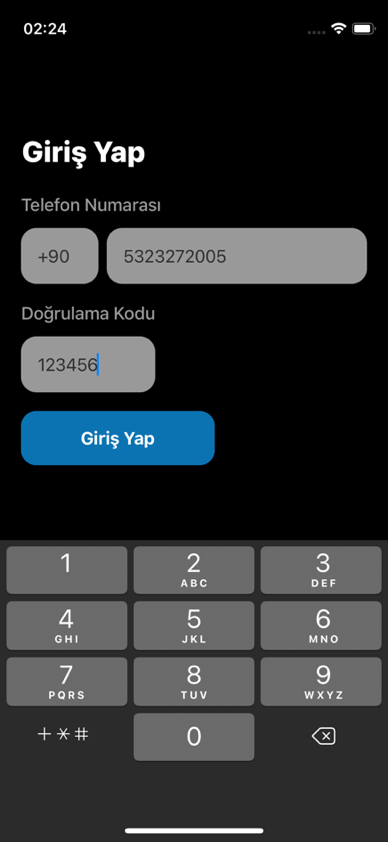 02:24
Giriş Yap
Telefon Numarası
+90 5323272005
Doğrulama Kodu
123456
Giriş Yap
1 2 3
ABC DEF
4 5 6
GHI JKL MNO
7 8 9
PQRS TUV WXYZ
+*# 0